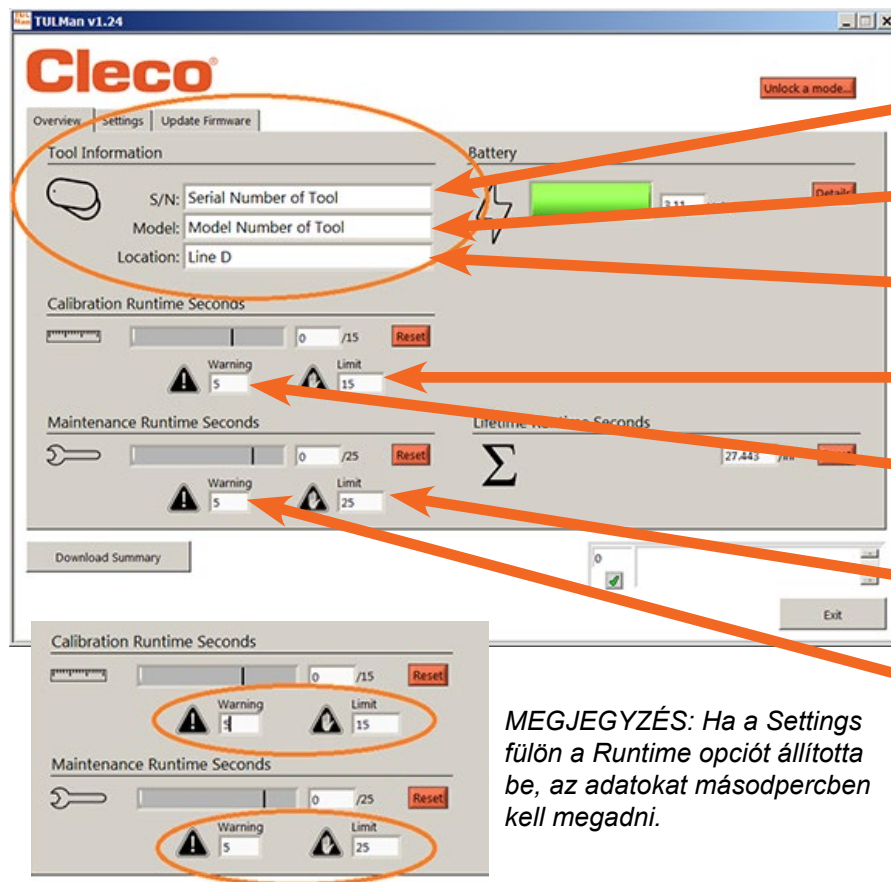 TULMan v1.24
Cleco
Unlock a mode...
Overview Settings Update Firmware
Tool Information
S/N: Serial Number of Tool
Model: Model Number of Tool
Location: Line D
Battery
3.11
Details
Calibration Runtime Seconds
0 /15 Reset
Warning Limit
5 15
Maintenance Runtime Seconds
0 /25 Reset
Warning Limit
5 25
Lifetime Runtime Seconds
Σ 27.443
Download Summary
0
Exit
Calibration Runtime Seconds
0 /15 Reset
Warning Limit
5 15
Maintenance Runtime Seconds
0 /25 Reset
Warning Limit
5 25
MEGJEGYZÉS: Ha a Settings
fülön a Runtime opciót állította
be, az adatokat másodpercben
kell megadni.